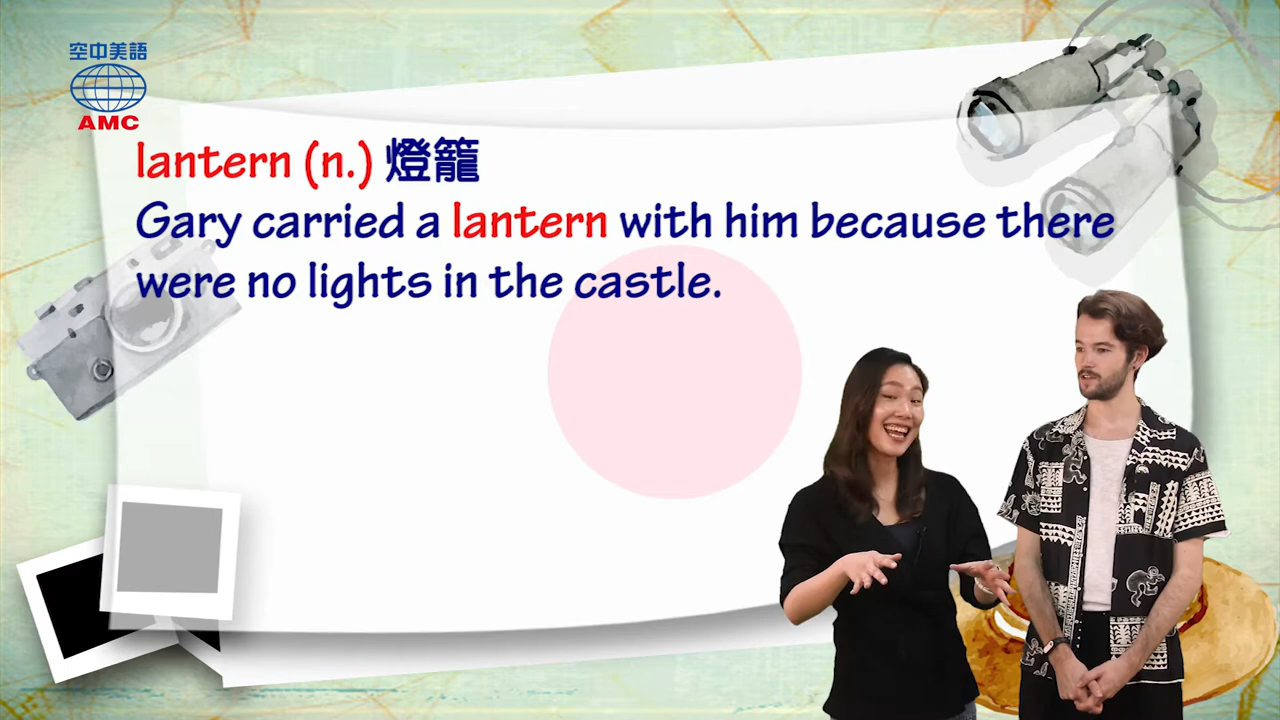 空中美語
AMC
lantern (n.) 燈籠
Gary carried a lantern with him because there
were no lights in the castle.